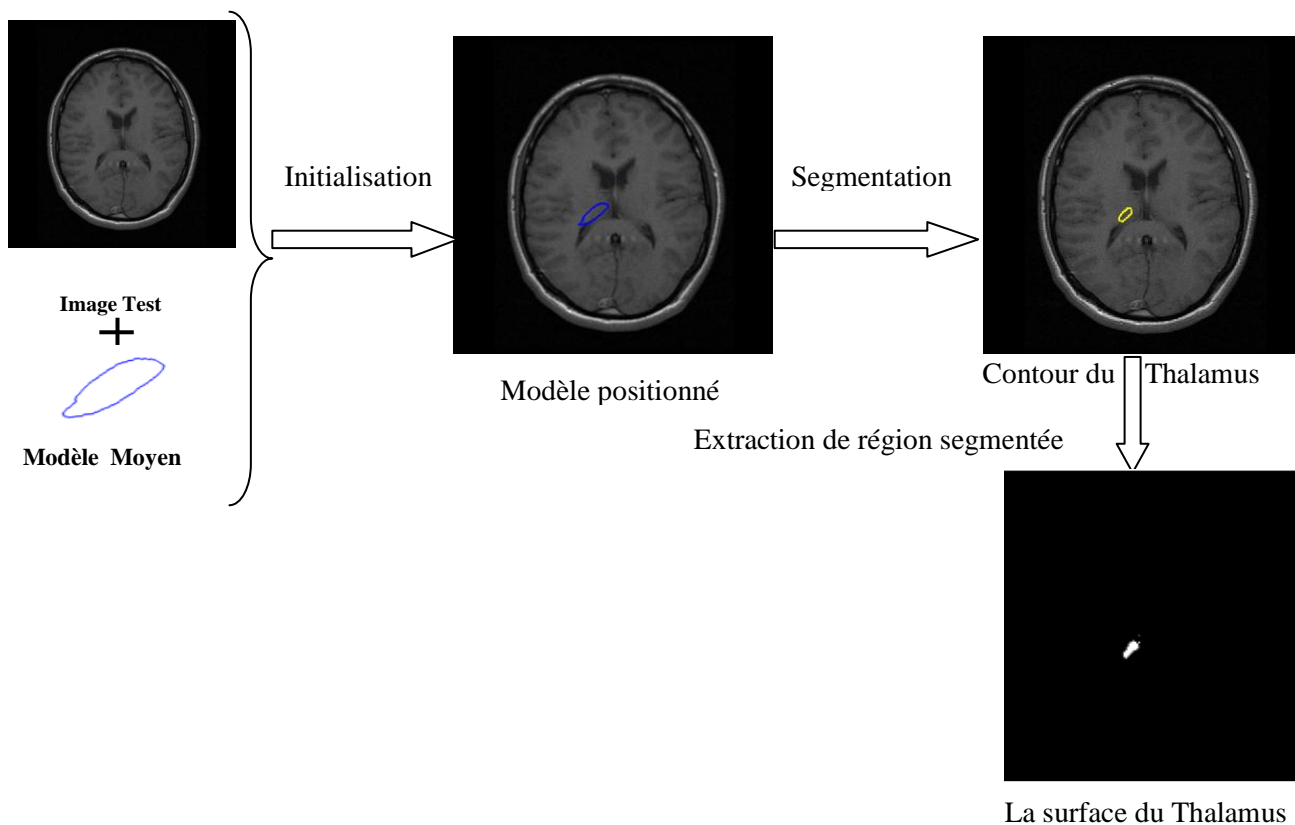 Image Test
Modèle Moyen
Initialisation
Modèle positionné
Segmentation
Contour du Thalamus
Extraction de région segmentée
La surface du Thalamus